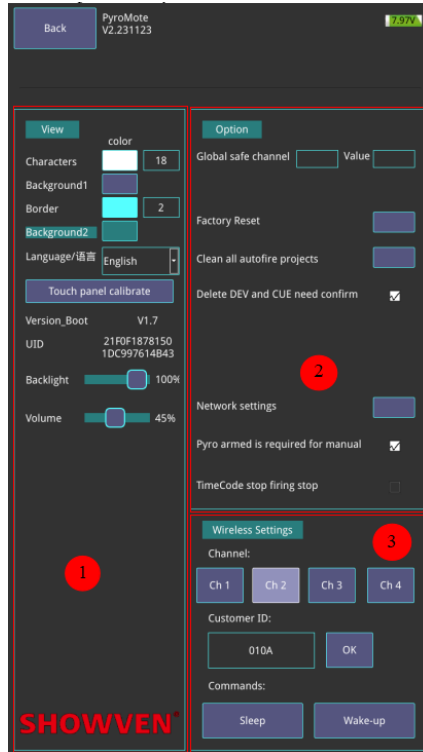 Back
PyroMote
V2.231123
7.97V
View
color
Characters 18
Background1
Border 2
Background2
Language/语言 English
Touch panel calibrate
Version_Boot V1.7
UID 21F0F1878150
1DC997614B43
Backlight 100%
Volume 45%
1
SHOWVEN®
Option
Global safe channel Value
Factory Reset
Clean all autofire projects
Delete DEV and CUE need confirm
2
Network settings
Pyro armed is required for manual
TimeCode stop firing stop
Wireless Settings
3
Channel:
Ch 1 Ch 2 Ch 3 Ch 4
Customer ID:
010A OK
Commands:
Sleep Wake-up